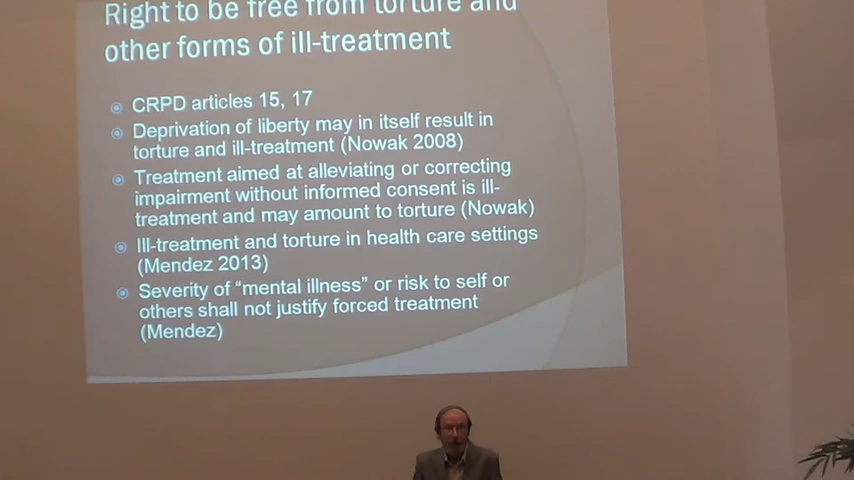 Right to be free from torture and
other forms of ill-treatment
CRPD articles 15, 17
Deprivation of liberty may in itself result in
torture and ill-treatment (Nowak 2008)
Treatment aimed at alleviating or correcting
impairment without informed consent is ill-
treatment and may amount to torture (Nowak)
Ill-treatment and torture in health care settings
(Mendez 2013)
Severity of “mental illness” or risk to self or
others shall not justify forced treatment
(Mendez)